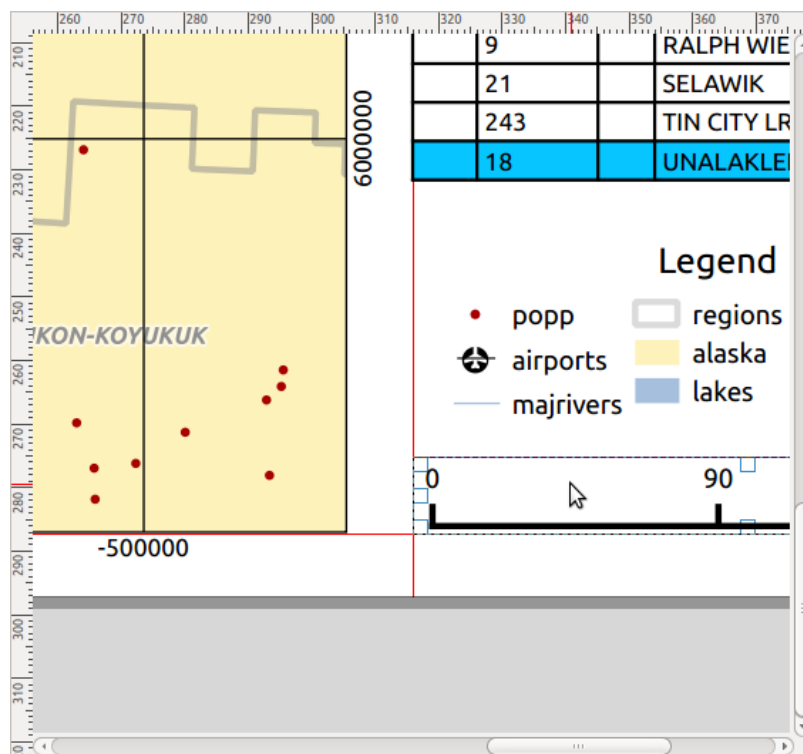 260 270 280 290 300 310 320 330 340 350 360 370
210
220
230
240
250
260
270
280
290
300
310
0
6000000
KON-KOYUKUK
-500000
9 RALPH WIE
21 SELAWIK
243 TIN CITY LR
18 UNALAKLE
Legend
popp
airports
majrivers
regions
alaska
lakes
0 90